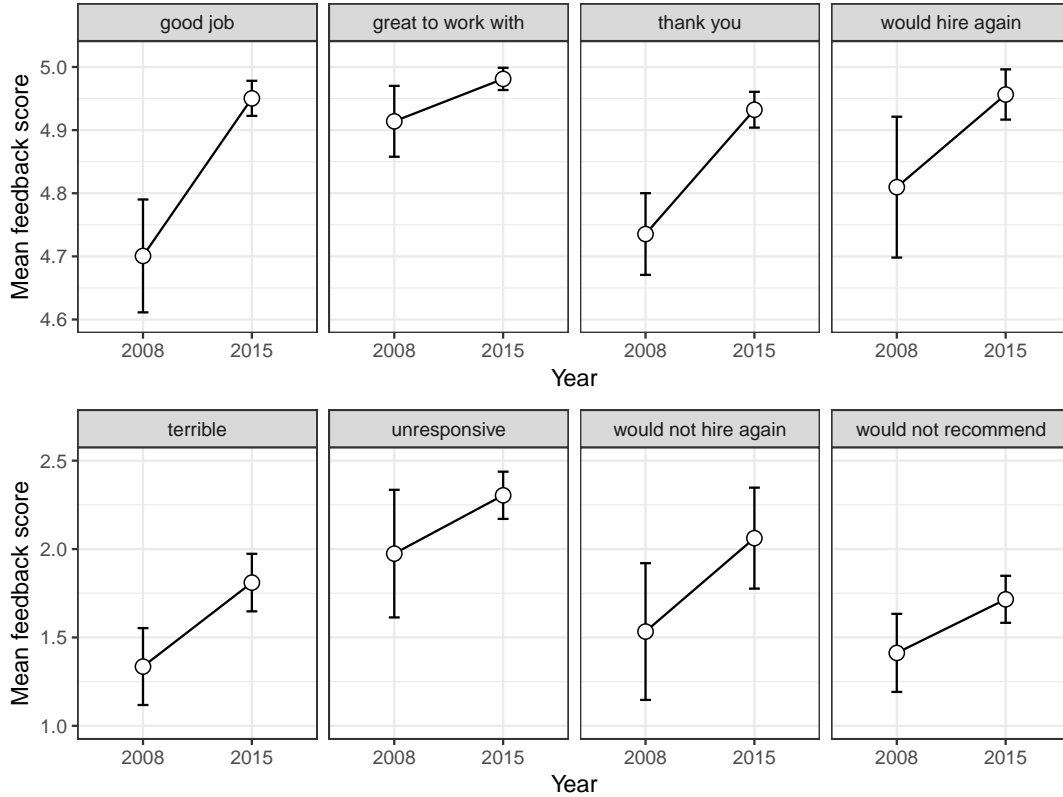 good job great to work with thank you would hire again
Mean feedback score
5.0
4.9
4.8
4.7
4.6
2008 2015 2008 2015 2008 2015 2008 2015
Year
terrible unresponsive would not hire again would not recommend
Mean feedback score
2.5
2.0
1.5
1.0
2008 2015 2008 2015 2008 2015 2008 2015
Year